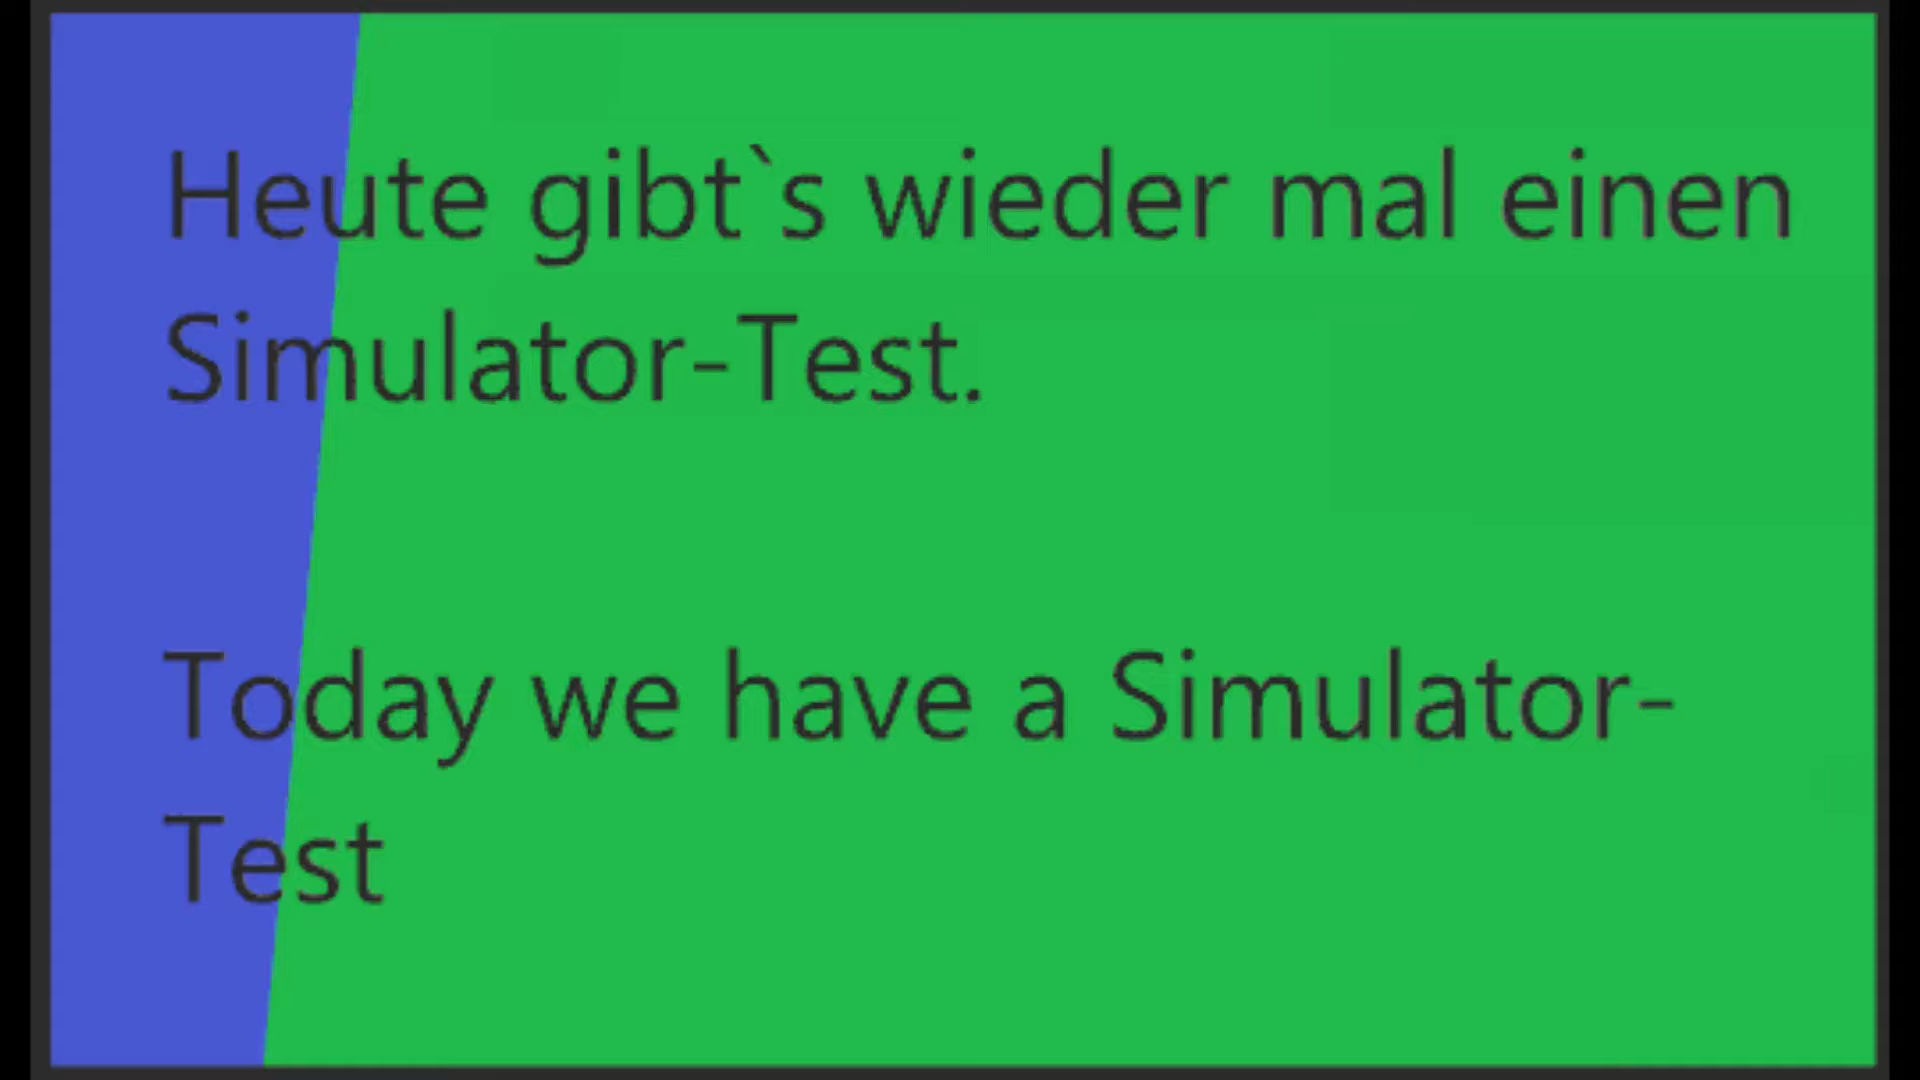 Heute gibt`s wieder mal einen
Simulator-Test.
Today we have a Simulator-
Test